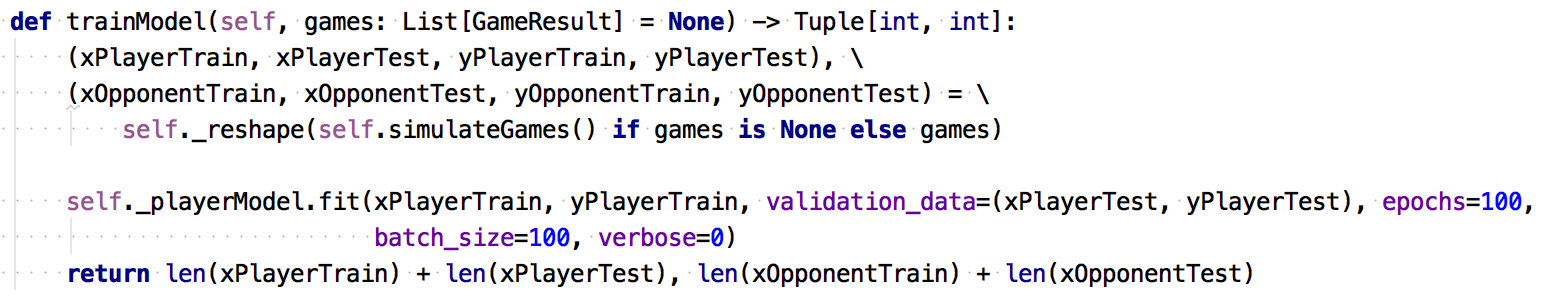 def trainModel(self, games: List[GameResult] = None) -> Tuple[int, int]:
    (xPlayerTrain, xPlayerTest, yPlayerTrain, yPlayerTest), \
    (xOpponentTrain, xOpponentTest, yOpponentTrain, yOpponentTest) = \
        self._reshape(self.simulateGames() if games is None else games)

    self._playerModel.fit(xPlayerTrain, yPlayerTrain, validation_data=(xPlayerTest, yPlayerTest), epochs=100,
                          batch_size=100, verbose=0)
    return len(xPlayerTrain) + len(xPlayerTest), len(xOpponentTrain) + len(xOpponentTest)